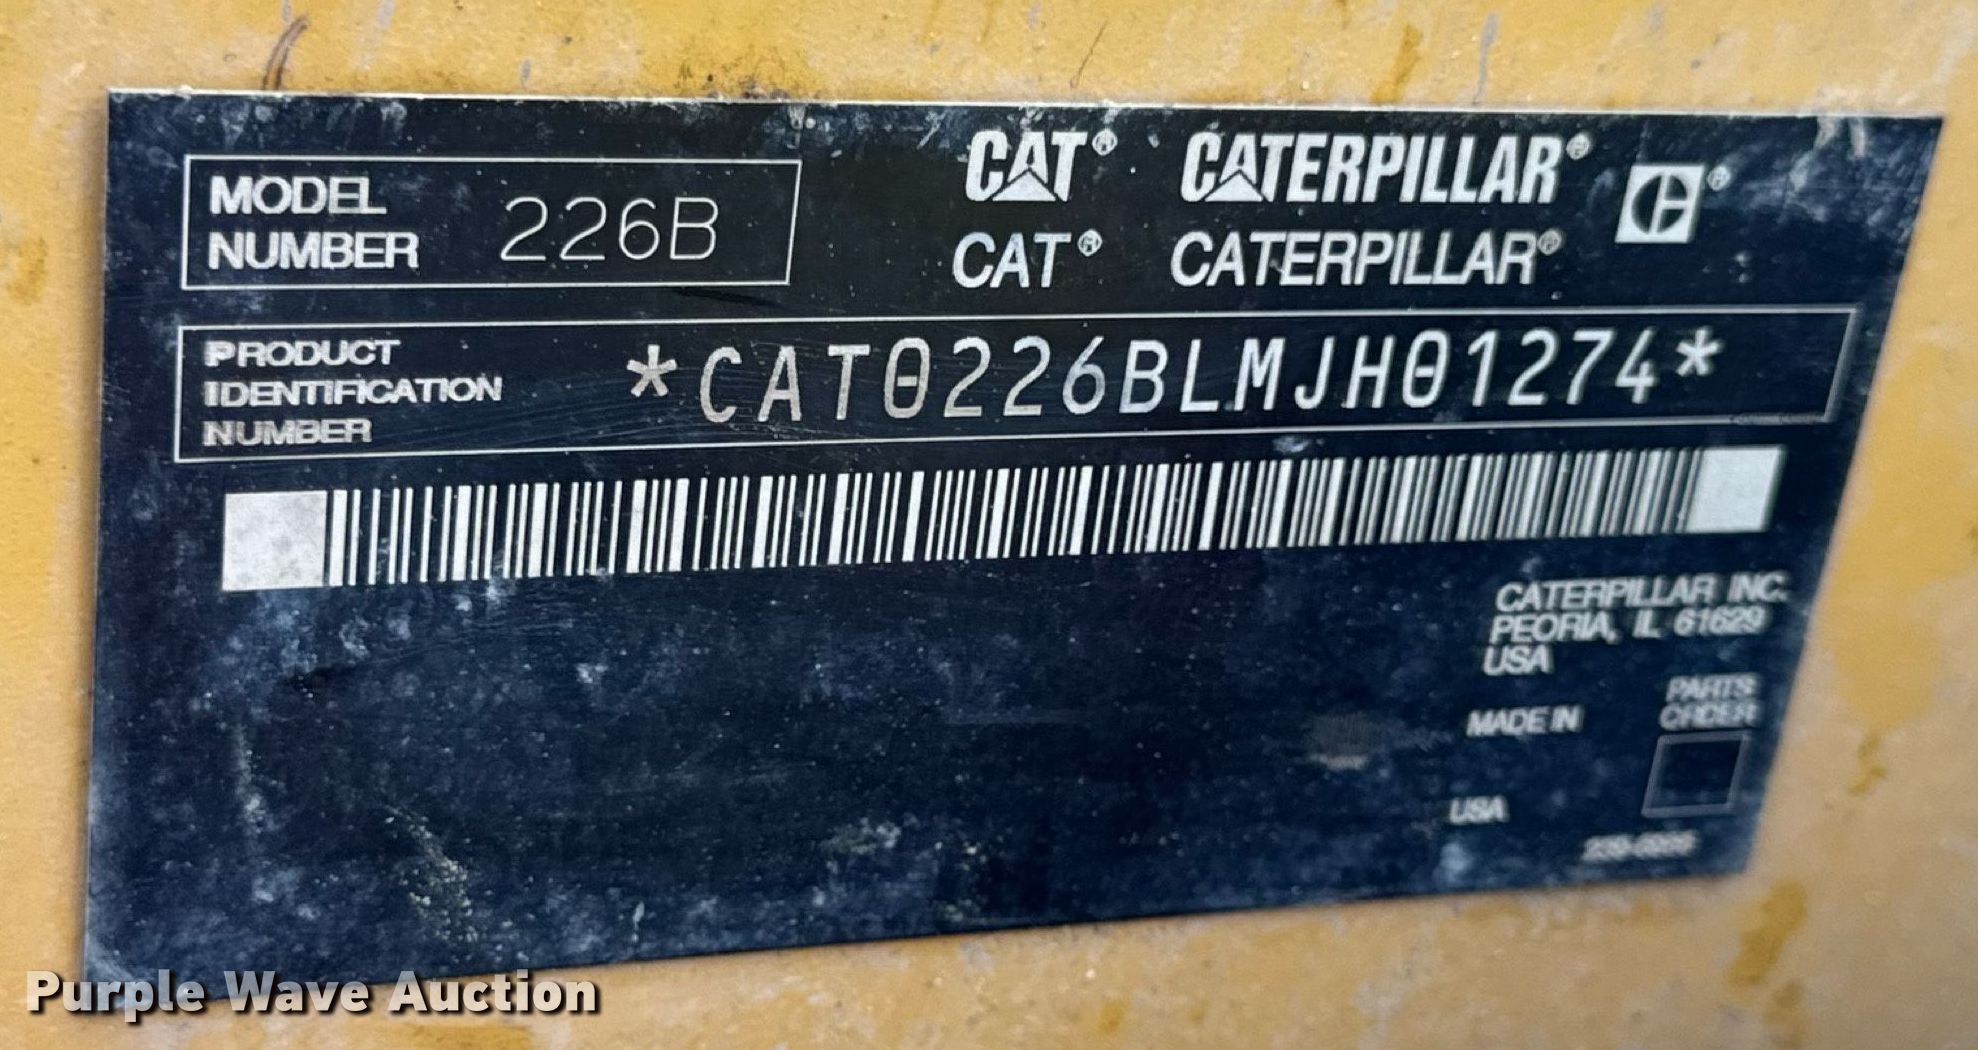 MODEL NUMBER 226B
CAT® CATERPILLAR®
CAT® CATERPILLAR®
PRODUCT
IDENTIFICATION
NUMBER
*CAT0226BLMJH01274*
CATERPILLAR INC.
PEORIA, IL 61629
USA
PARTS
ORDER
MADE IN
USA
Purple Wave Auction